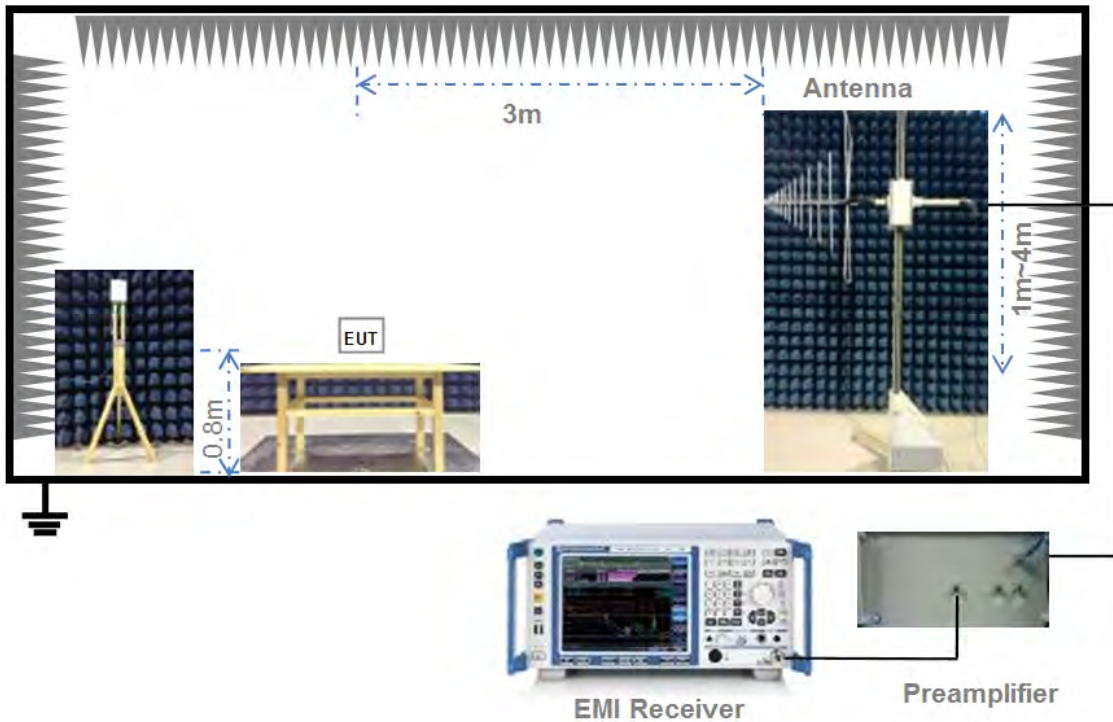 Antenna
3m
1m~4m
EUT
0.8m
EMI Receiver
Preamplifier